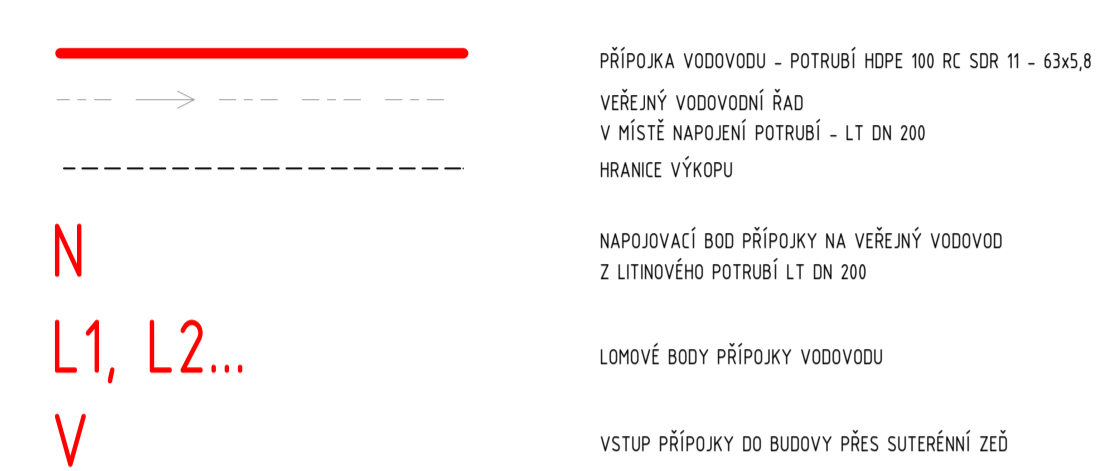 PŘÍPOJKA VODOVODU - POTRUBÍ HDPE 100 RC SDR 11 - 63x5,8
VEŘEJNÝ VODOVODNÍ ŘAD
V MÍSTĚ NAPOJENÍ POTRUBÍ - LT DN 200
HRANICE VÝKOPU
N
NAPOJOVACÍ BOD PŘÍPOJKY NA VEŘEJNÝ VODOVOD
Z LITINOVÉHO POTRUBÍ LT DN 200
L1, L2...
LOMOVÉ BODY PŘÍPOJKY VODOVODU
V
VSTUP PŘÍPOJKY DO BUDOVY PŘES SUTERÉNNÍ ZEĎ